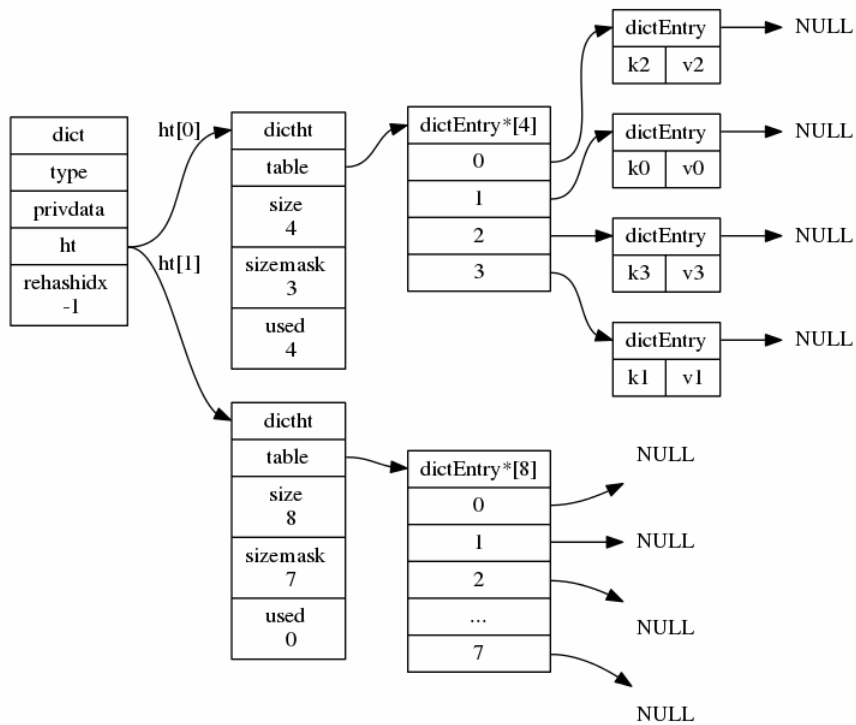 dict
type
privdata
ht
rehashidx
-1
ht[0]
ht[1]
dictht
table
size
4
sizemask
3
used
4
dictEntry*[4]
0
1
2
3
dictEntry
k2 v2
NULL
dictEntry
k0 v0
NULL
dictEntry
k3 v3
NULL
dictEntry
k1 v1
NULL
dictht
table
size
8
sizemask
7
used
0
dictEntry*[8]
0
1
2
...
7
NULL
NULL
NULL
NULL